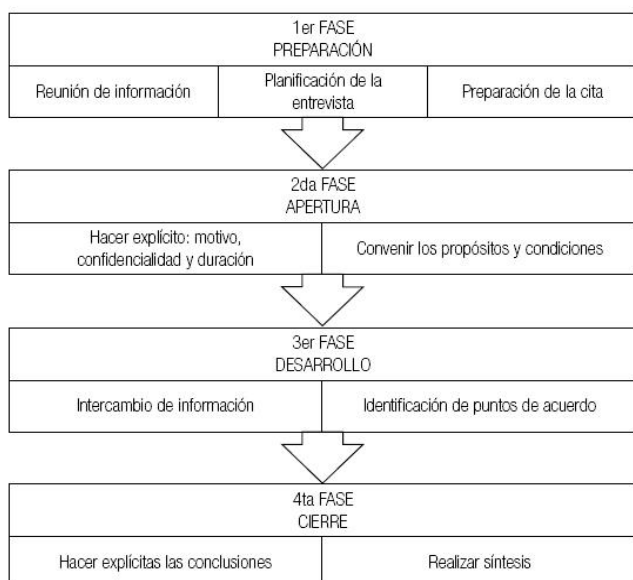 1er FASE
PREPARACIÓN
Reunión de información
Planificación de la
entrevista
Preparación de la cita
2da FASE
APERTURA
Hacer explícito: motivo,
confidencialidad y duración
Convenir los propósitos y condiciones
3er FASE
DESARROLLO
Intercambio de información
Identificación de puntos de acuerdo
4ta FASE
CIERRE
Hacer explícitas las conclusiones
Realizar síntesis